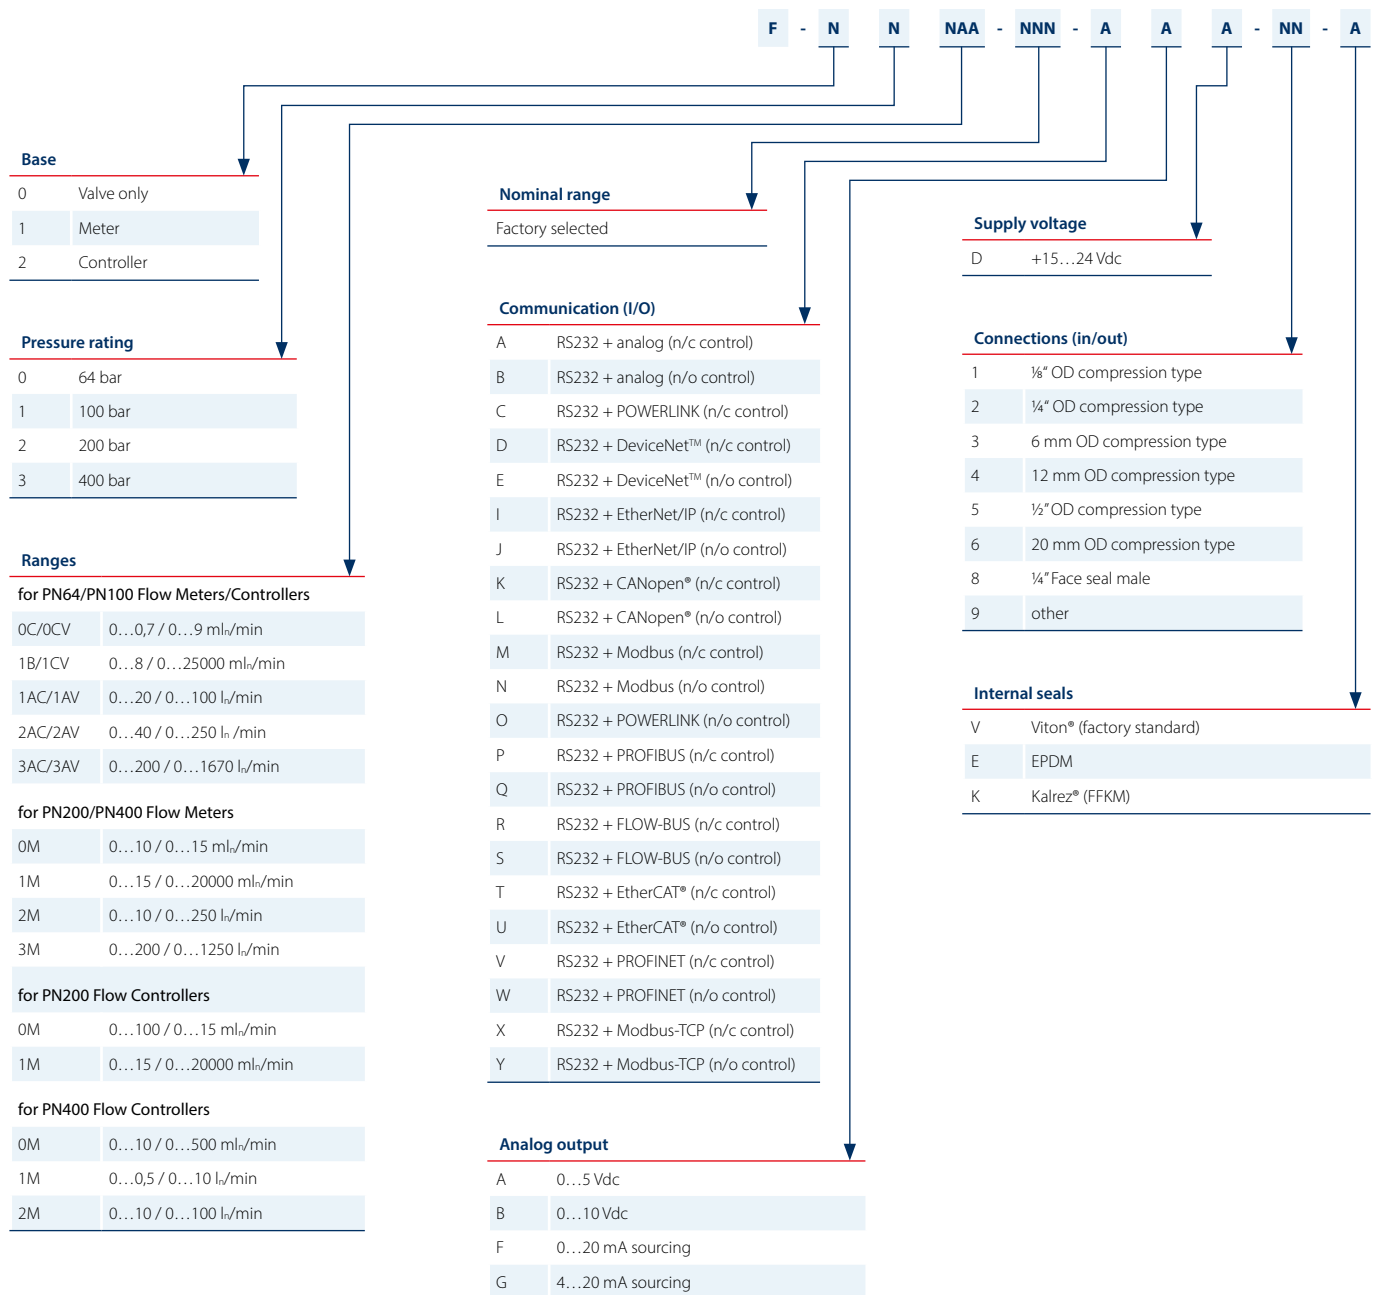 F - N N NAA - NNN - A A A - NN - A
Base
0 Valve only
1 Meter
2 Controller
Pressure rating
0 64 bar
1 100 bar
2 200 bar
3 400 bar
Ranges
for PN64/PN100 Flow Meters/Controllers
0C/0CV 0…0,7 / 0…9 mlₙ/min
1B/1CV 0…8 / 0…25000 mlₙ/min
1AC/1AV 0…20 / 0…100 lₙ/min
2AC/2AV 0…40 / 0…250 lₙ /min
3AC/3AV 0…200 / 0…1670 lₙ/min
for PN200/PN400 Flow Meters
0M 0…10 / 0…15 mlₙ/min
1M 0…15 / 0…20000 mlₙ/min
2M 0…10 / 0…250 lₙ/min
3M 0…200 / 0…1250 lₙ/min
for PN200 Flow Controllers
0M 0…100 / 0…15 mlₙ/min
1M 0…15 / 0…20000 mlₙ/min
for PN400 Flow Controllers
0M 0…10 / 0…500 mlₙ/min
1M 0…0,5 / 0…10 lₙ/min
2M 0…10 / 0…100 lₙ/min
Nominal range
Factory selected
Communication (I/O)
A RS232 + analog (n/c control)
B RS232 + analog (n/o control)
C RS232 + POWERLINK (n/c control)
D RS232 + DeviceNet™ (n/c control)
E RS232 + DeviceNet™ (n/o control)
I RS232 + EtherNet/IP (n/c control)
J RS232 + EtherNet/IP (n/o control)
K RS232 + CANopen® (n/c control)
L RS232 + CANopen® (n/o control)
M RS232 + Modbus (n/c control)
N RS232 + Modbus (n/o control)
O RS232 + POWERLINK (n/o control)
P RS232 + PROFIBUS (n/c control)
Q RS232 + PROFIBUS (n/o control)
R RS232 + FLOW-BUS (n/c control)
S RS232 + FLOW-BUS (n/o control)
T RS232 + EtherCAT® (n/c control)
U RS232 + EtherCAT® (n/o control)
V RS232 + PROFINET (n/c control)
W RS232 + PROFINET (n/o control)
X RS232 + Modbus-TCP (n/c control)
Y RS232 + Modbus-TCP (n/o control)
Analog output
A 0…5 Vdc
B 0…10 Vdc
F 0…20 mA sourcing
G 4…20 mA sourcing
Supply voltage
D +15…24 Vdc
Connections (in/out)
1 ⅛“ OD compression type
2 ¼“ OD compression type
3 6 mm OD compression type
4 12 mm OD compression type
5 ½” OD compression type
6 20 mm OD compression type
8 ¼” Face seal male
9 other
Internal seals
V Viton® (factory standard)
E EPDM
K Kalrez® (FFKM)